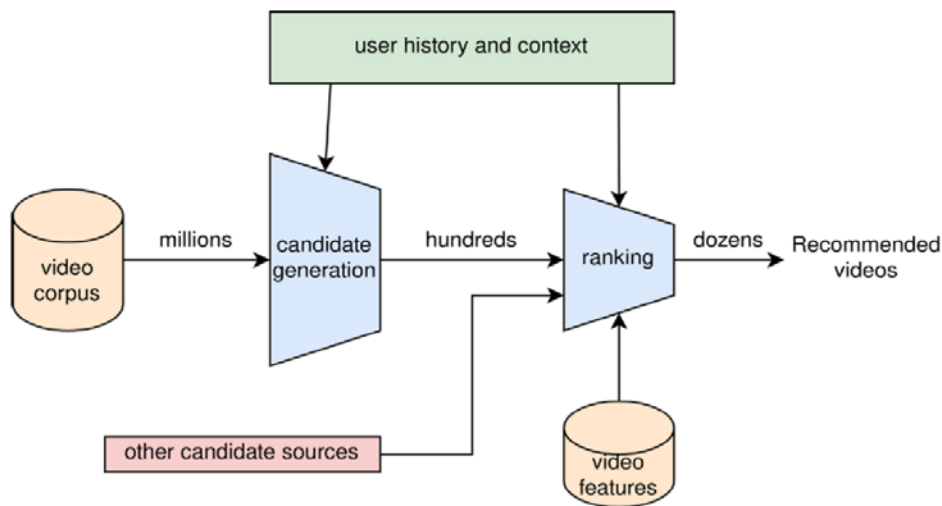 user history and context
millions
candidate
generation
hundreds
ranking
dozens
Recommended
videos
video
corpus
other candidate sources
video
features